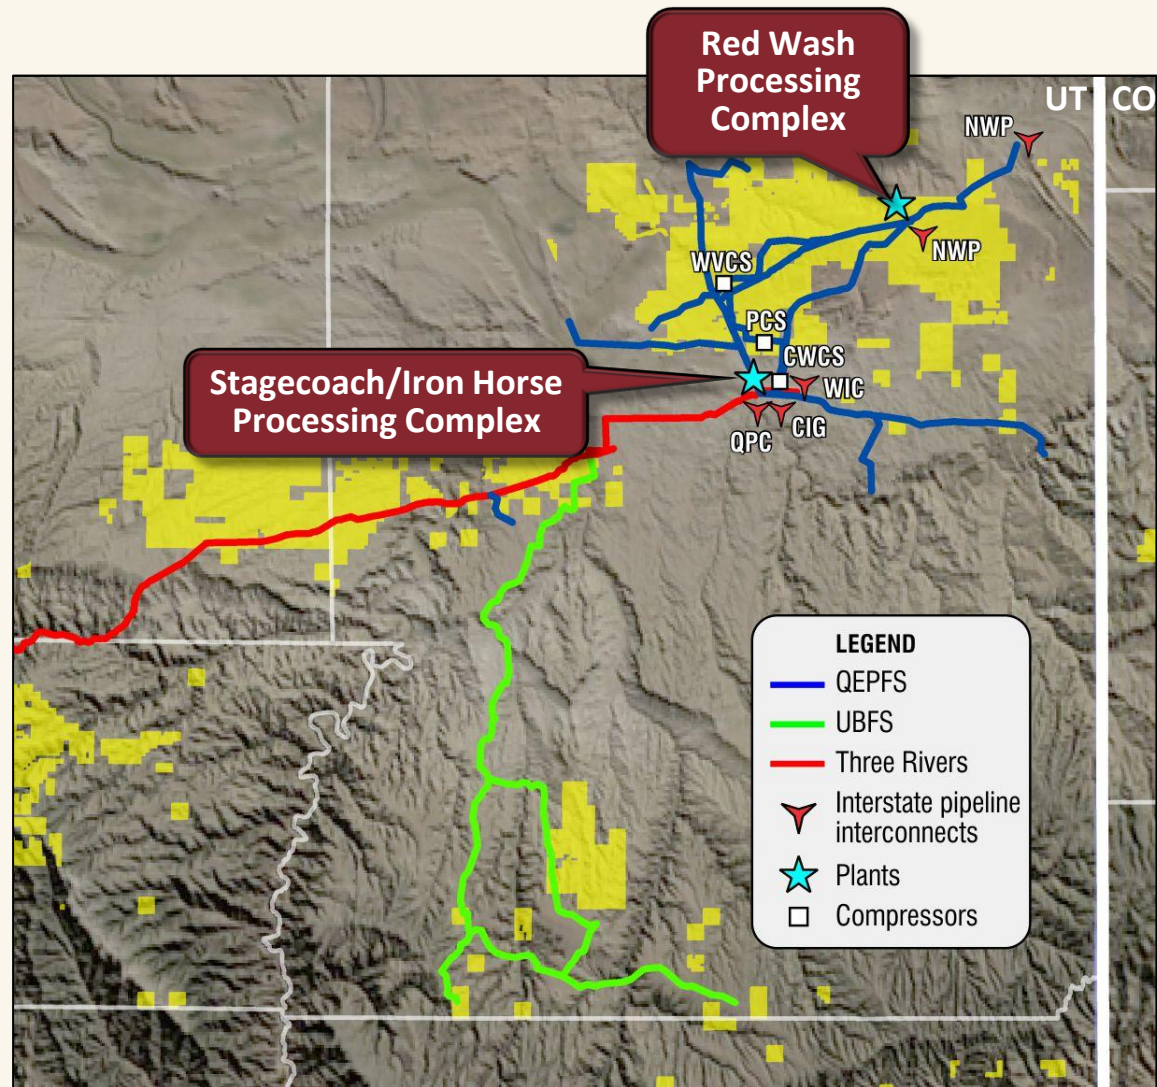 Red Wash
Processing
Complex
UT CO
NWP
NWP
WVCS
PCS
CWCS
WIC
Stagecoach/Iron Horse
Processing Complex
QPC
CIG
LEGEND
QEPFS
UBFS
Three Rivers
Interstate pipeline
interconnects
Plants
Compressors